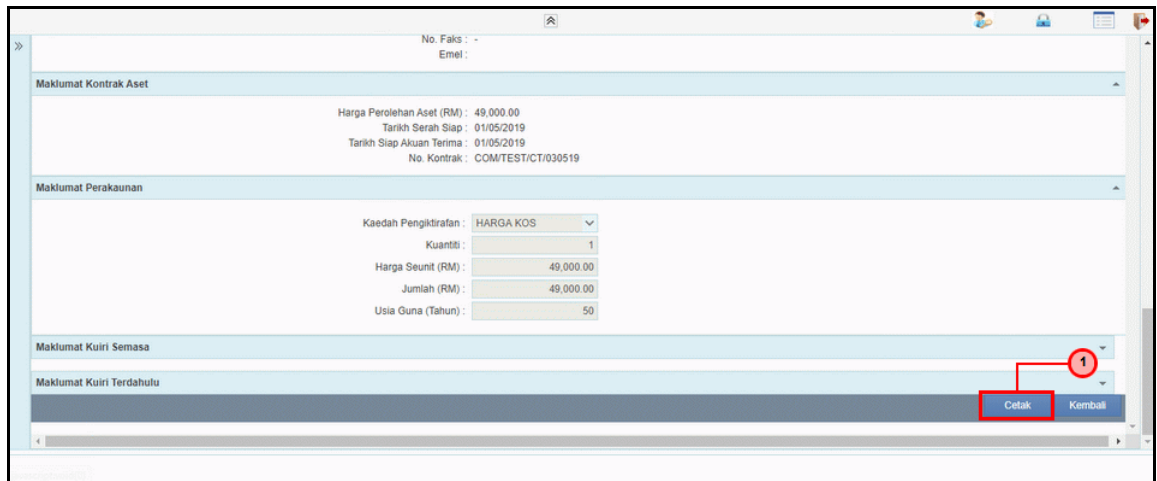 No. Faks : -
Emel :
Maklumat Kontrak Aset
Harga Perolehan Aset (RM) : 49,000.00
Tarikh Serah Siap : 01/05/2019
Tarikh Siap Akuan Terima : 01/05/2019
No. Kontrak : COM/TEST/CT/030519
Maklumat Perakaunan
Kaedah Pengiktirafan : HARGA KOS
Kuantiti : 1
Harga Seunit (RM) : 49,000.00
Jumlah (RM) : 49,000.00
Usia Guna (Tahun) : 50
Maklumat Kuiri Semasa
1
Maklumat Kuiri Terdahulu
Cetak Kembali